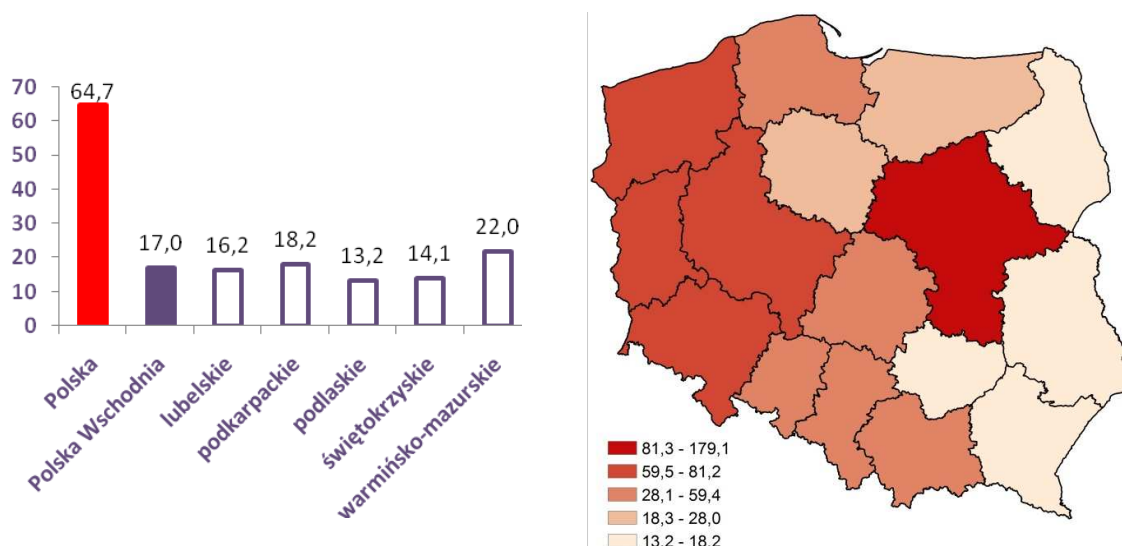 70
60
50
40
30
20
10
0
64,7
17,0
16,2
18,2
13,2
14,1
22,0
Polska
Polska Wschodnia
lubelskie
podkarpackie
podlaskie
świętokrzyskie
warmińsko-mazurskie
81,3 - 179,1
59,5 - 81,2
28,1 - 59,4
18,3 - 28,0
13,2 - 18,2